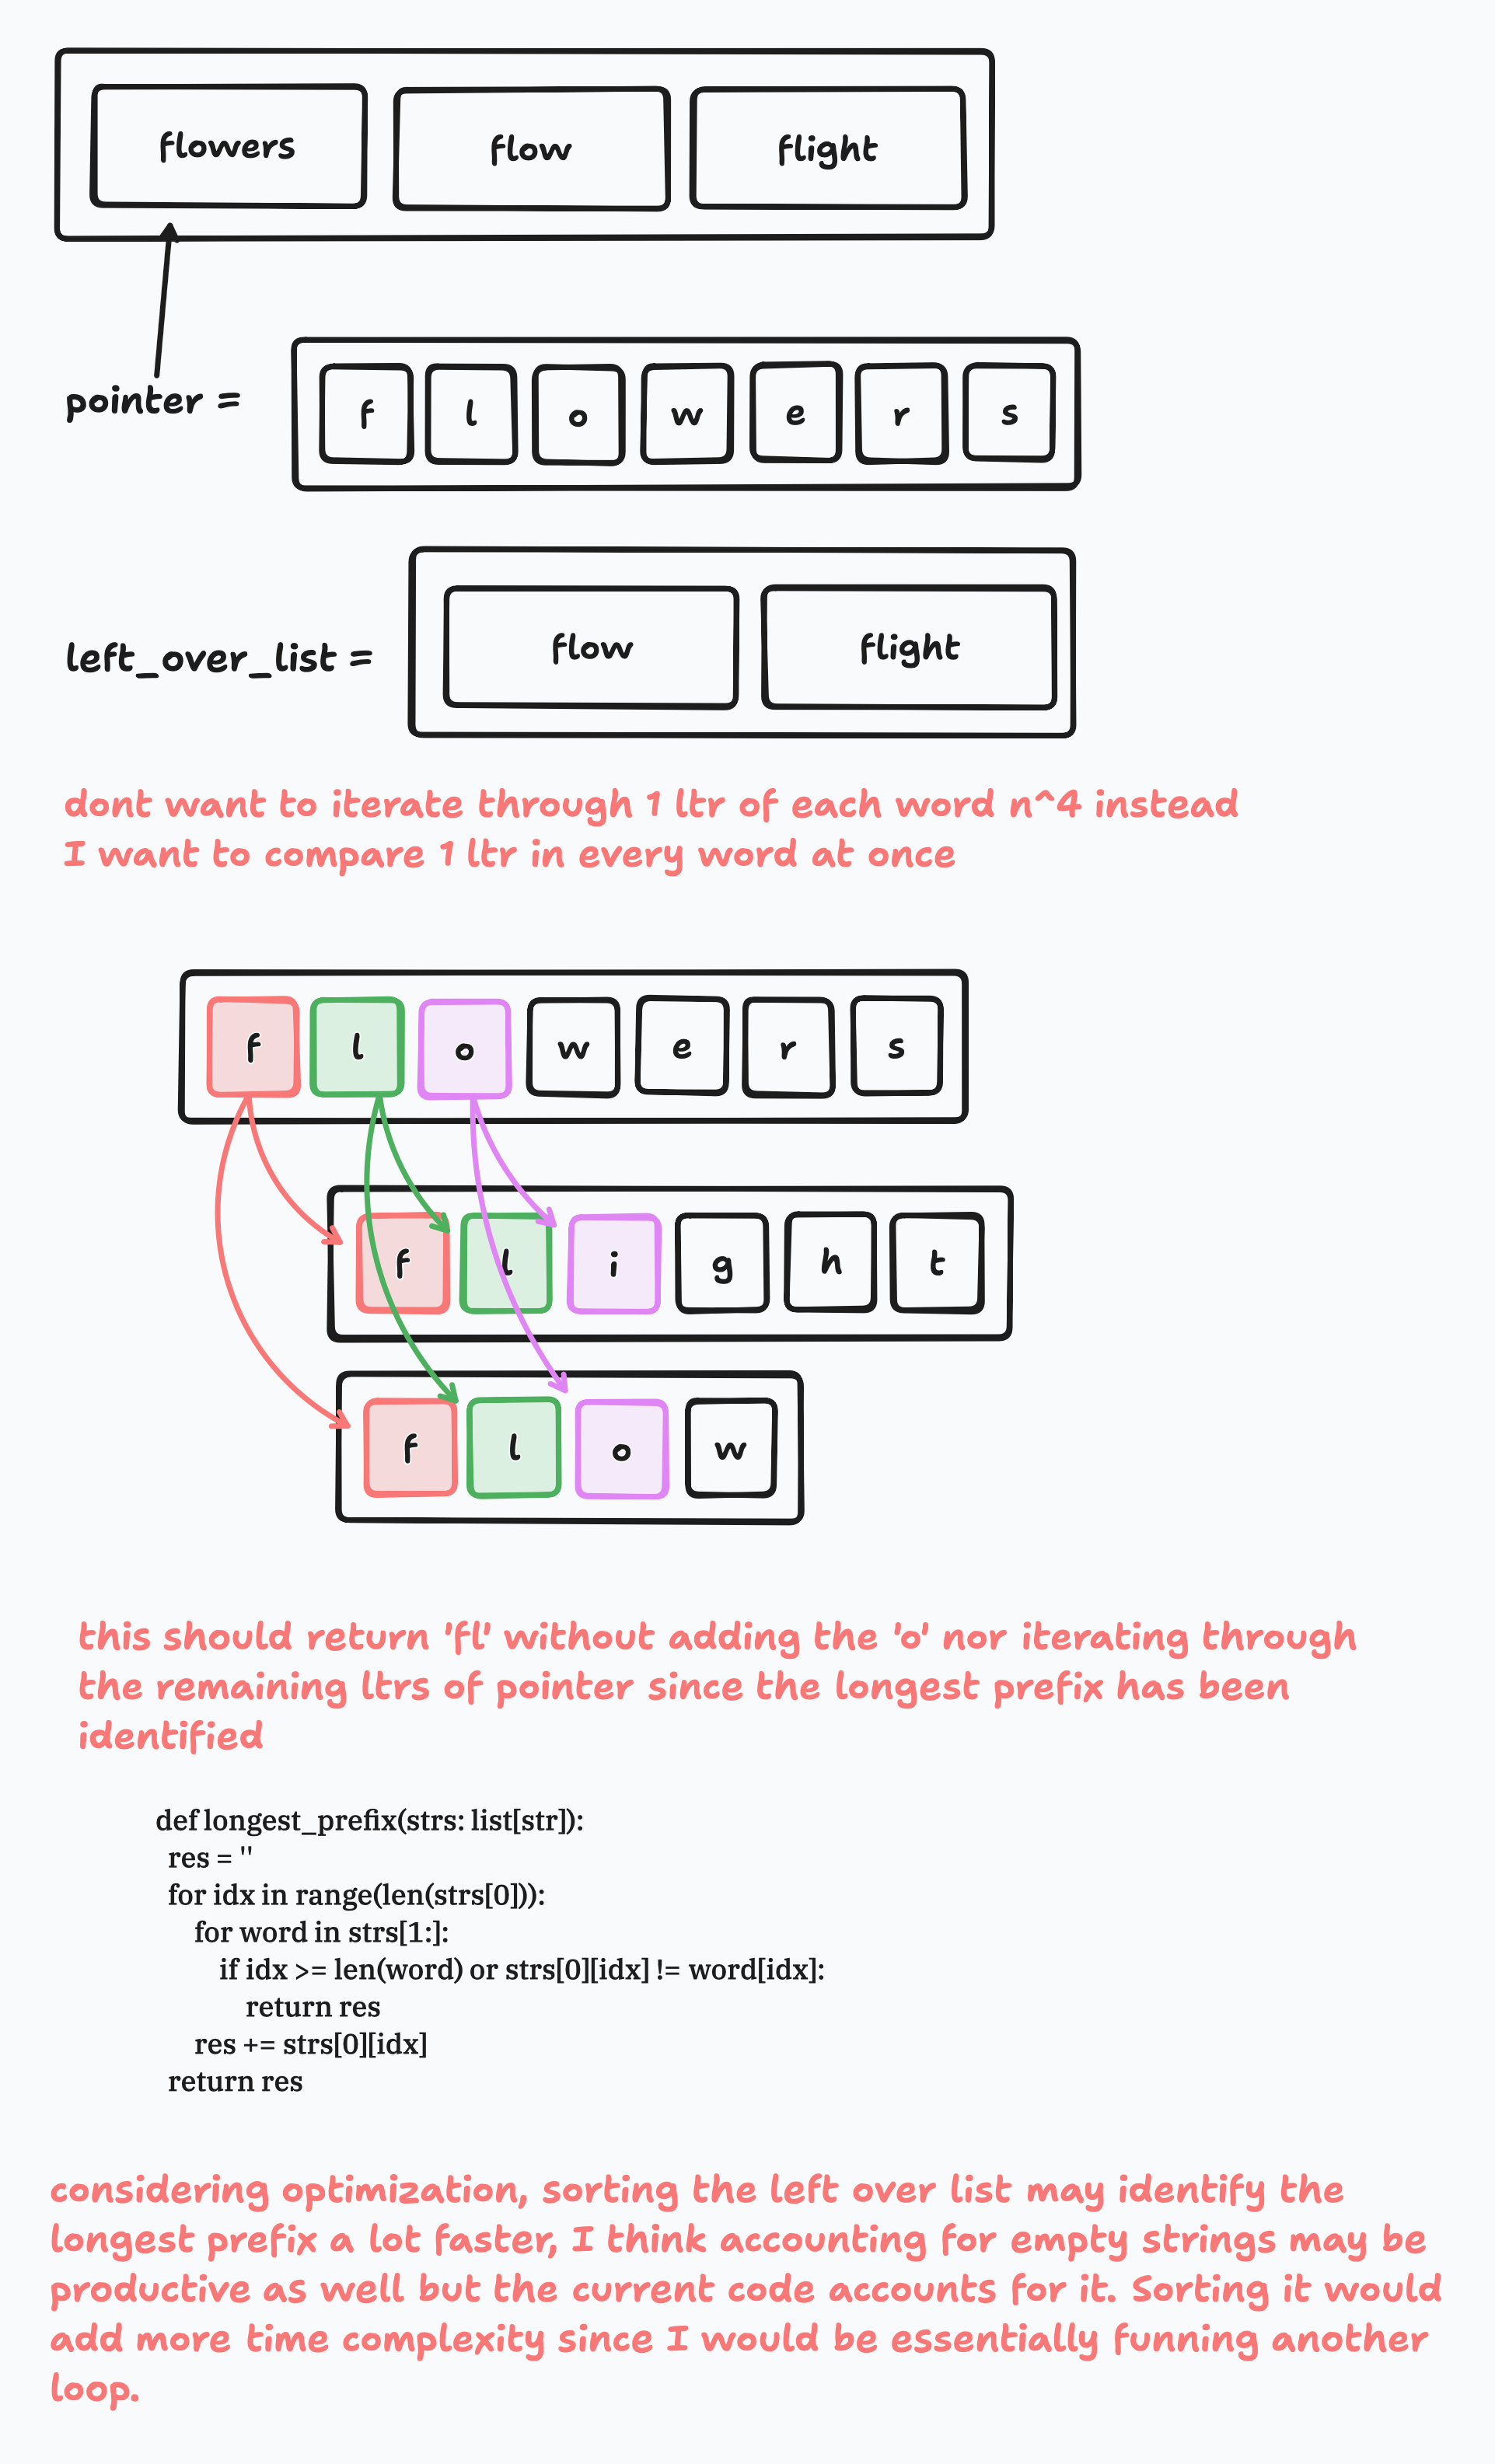 flowers flow flight
pointer = f l o w e r s
left_over_list = flow flight
dont want to iterate through 1 ltr of each word n^4 instead
I want to compare 1 ltr in every word at once
f l o w e r s
f l i g h t
f l o w
this should return 'fl' without adding the 'o' nor iterating through
the remaining ltrs of pointer since the longest prefix has been
identified
def longest_prefix(strs: list[str]):
res = ''
for idx in range(len(strs[0])):
for word in strs[1:]:
if idx >= len(word) or strs[0][idx] != word[idx]:
return res
res += strs[0][idx]
return res
considering optimization, sorting the left over list may identify the
longest prefix a lot faster, I think accounting for empty strings may be
productive as well but the current code accounts for it. Sorting it would
add more time complexity since I would be essentially funning another
loop.